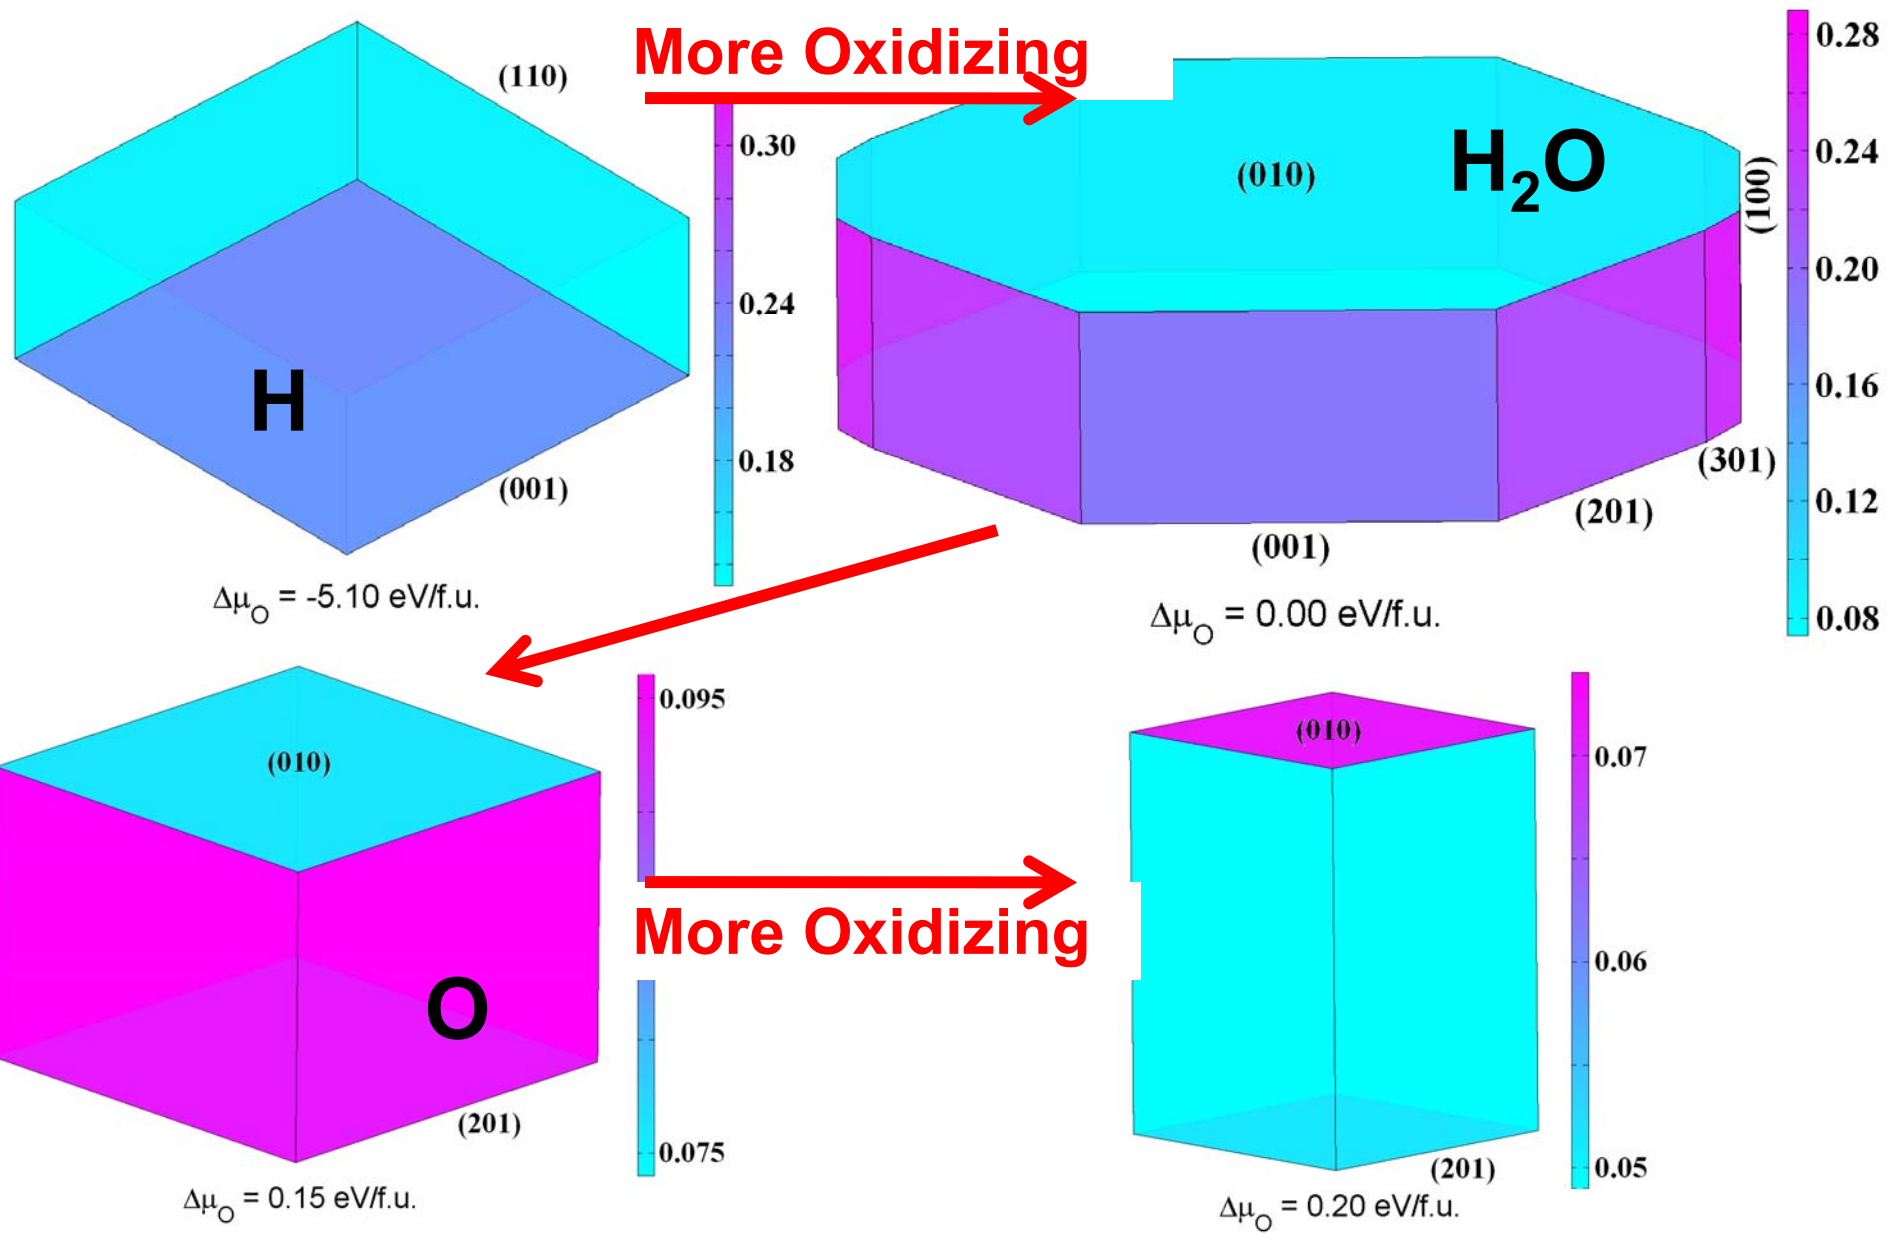 (110)
More Oxidizing
0.30
0.24
0.18
H
(001)
Δμ_O = -5.10 eV/f.u.
(010)
H₂O
(100)
(301)
(201)
(001)
0.28
0.24
0.20
0.16
0.12
0.08
Δμ_O = 0.00 eV/f.u.
(010)
O
(201)
0.095
0.075
Δμ_O = 0.15 eV/f.u.
More Oxidizing
(010)
(201)
0.07
0.06
0.05
Δμ_O = 0.20 eV/f.u.